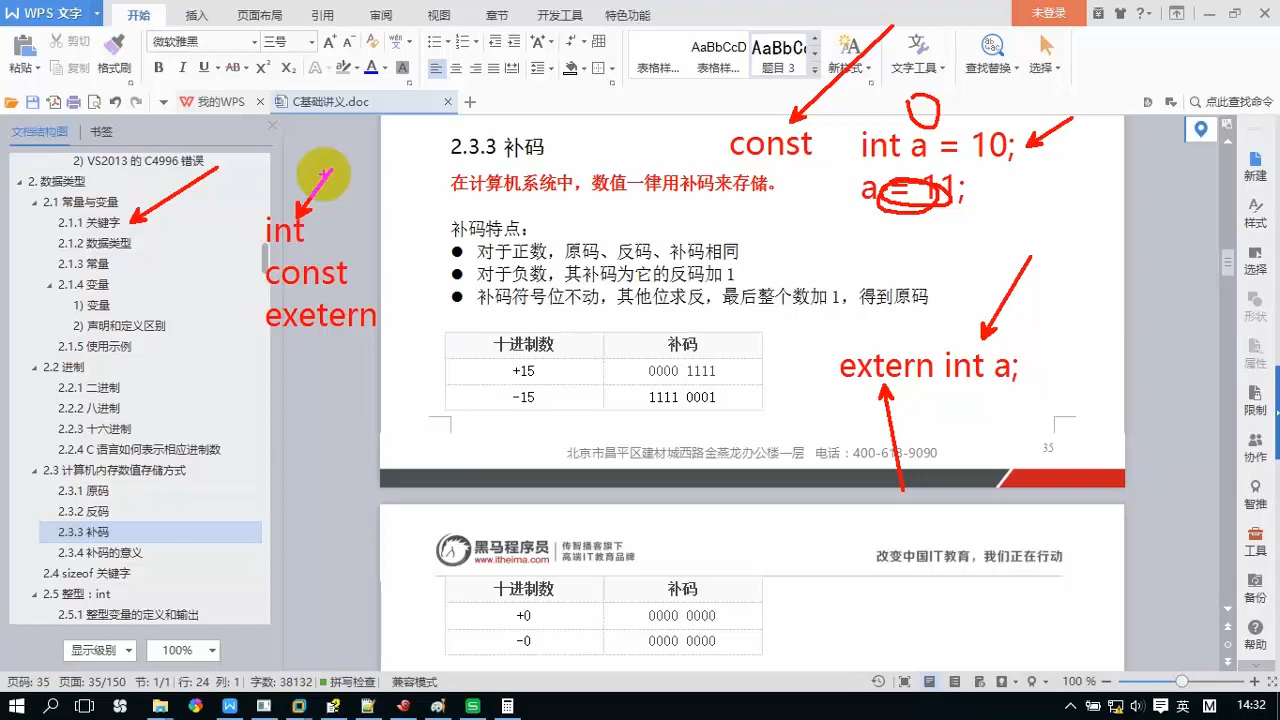 WPS 文字
开始
插入
页面布局
引用
审阅
视图
章节
开发工具
特色功能
未登录
粘贴
剪切
复制
格式刷
微软雅黑
三号
AaBbCcD
AaBbCc
表格样...
表格样...
题目 3
新样式
文字工具
查找替换
选择
我的WPS
C基础讲义.doc
点此查找命令
文档结构图
书签
2) VS2013 的 C4996 错误
2. 数据类型
2.1 常量与变量
2.1.1 关键字
2.1.2 数据类型
2.1.3 常量
2.1.4 变量
1) 变量
2) 声明和定义区别
2.1.5 使用示例
2.2 进制
2.2.1 二进制
2.2.2 八进制
2.2.3 十六进制
2.2.4 C 语言如何表示相应进制数
2.3 计算机内存数值存储方式
2.3.1 原码
2.3.2 反码
2.3.3 补码
2.3.4 补码的意义
2.4 sizeof 关键字
2.5 整型：int
2.5.1 整型变量的定义和输出
显示级别
100%
int
const
exetern
2.3.3 补码
在计算机系统中，数值一律用补码来存储。
补码特点：
● 对于正数，原码、反码、补码相同
● 对于负数，其补码为它的反码加 1
● 补码符号位不动，其他位求反，最后整个数加 1，得到原码
十进制数 补码
+15 0000 1111
-15 1111 0001
const
int a = 10;
a = 11;
extern int a;
北京市昌平区建材城西路金燕龙办公楼一层 电话：400-618-9090
35
黑马程序员
www.itheima.com
传智播客旗下
高端IT教育品牌
改变中国IT教育，我们正在行动
十进制数 补码
+0 0000 0000
-0 0000 0000
新建
样式
选择
形状
属性
限制
协作
智推
工具
备份
帮助
页码: 35 页面: 35/150 节: 1/1 行: 24 列: 1 字数: 38132 拼写检查 兼容模式
100 %
英
M
14:32